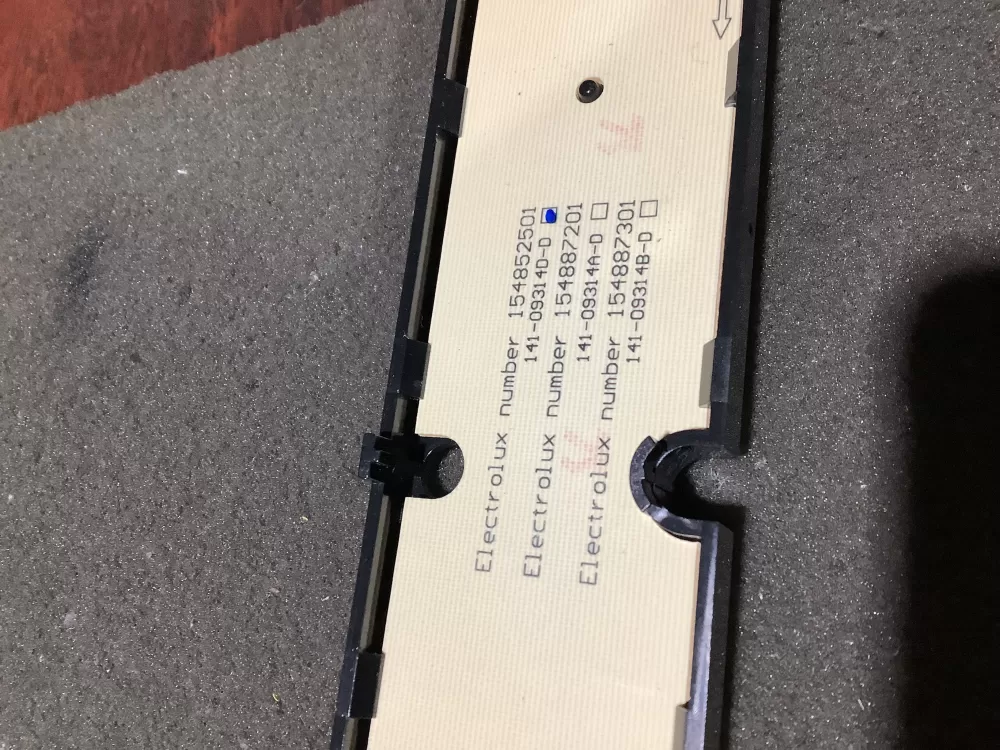 Electrolux number 154852501
141-09314D-D
Electrolux number 154887201
141-09314A-D
Electrolux number 154887301
141-09314B-D